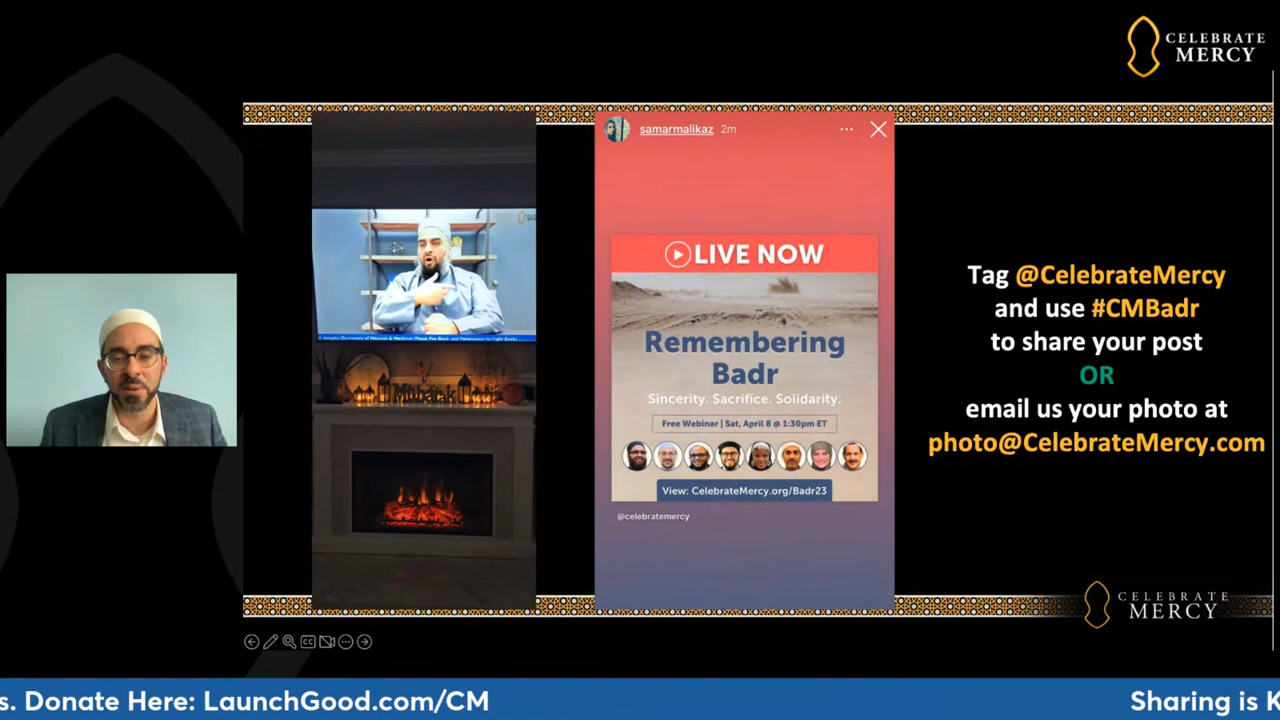 CELEBRATE
MERCY
samarmalikaz 2m
LIVE NOW
Remembering
Badr
Sincerity. Sacrifice. Solidarity.
Free Webinar | Sat, April 8 @ 1:30pm ET
View: CelebrateMercy.org/Badr23
@celebratemercy
Mubarak
Tag @CelebrateMercy
and use #CMBadr
to share your post
OR
email us your photo at
photo@CelebrateMercy.com
CELEBRATE
MERCY
CC
s. Donate Here: LaunchGood.com/CM
Sharing is K